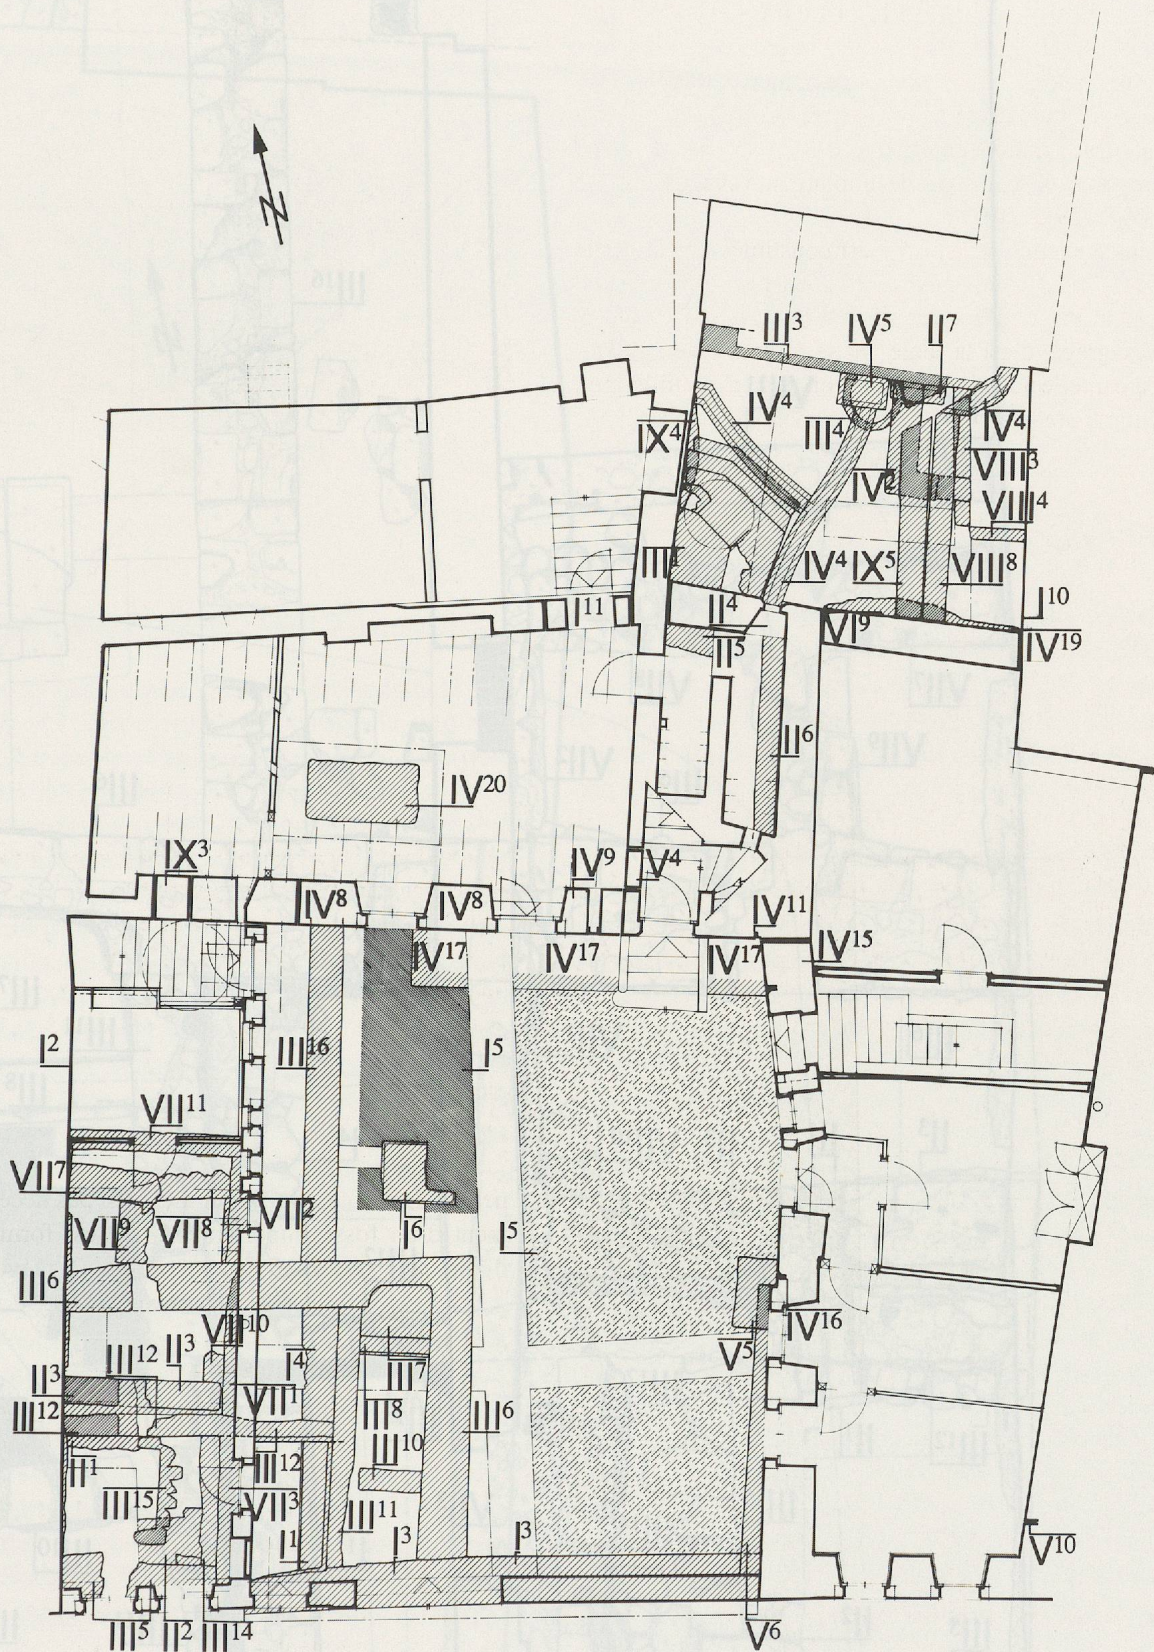 N
III³ IV⁵ II⁷
IV⁴ III⁴ IV⁴
IX⁴ VIII³
IV² VIII⁴
III¹ IV⁴ IX⁵ VIII⁸
I¹¹ II⁴ I¹⁰
II⁵ VI⁹ IV¹⁹
II⁶
IV²⁰
IX³ IV⁹ V⁴
IV⁸ IV⁸ IV¹¹
IV¹⁷ IV¹⁷ IV¹⁷ IV¹⁵
I² III¹⁶ I⁵
VII¹¹
VII⁷
VII⁹ VII⁸ VII²
I⁶ I⁵
III⁶
VII¹⁰ IV¹⁶
III¹² II³ I⁴ V⁵
II³ III⁷
VII¹
III¹² III⁸ III⁶
II¹ III¹² III¹⁰
III¹⁵ VII³ III¹¹
I¹ I³ I³ V¹⁰
III⁵ II² III¹⁴ V⁶